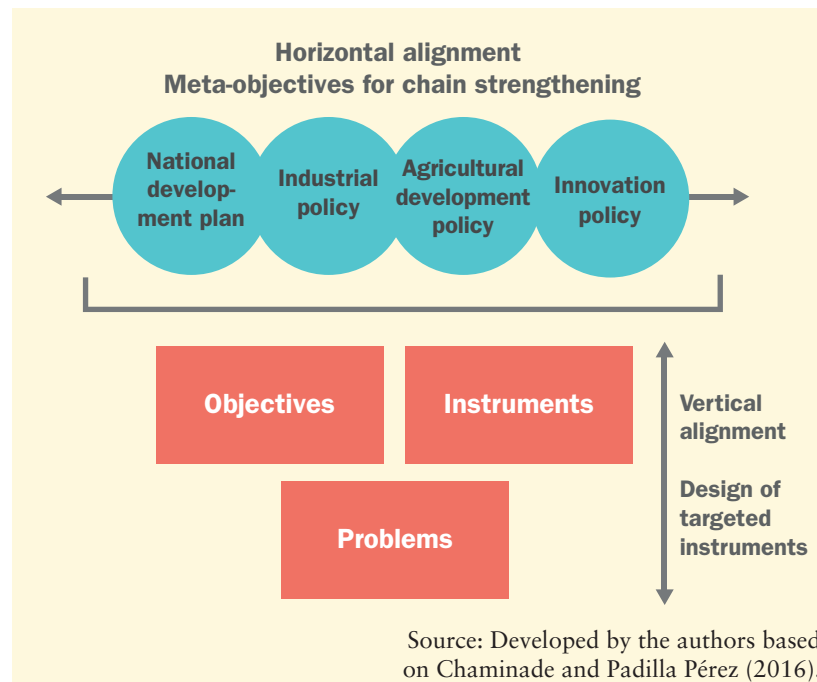 Horizontal alignment
Meta-objectives for chain strengthening
National
develop-
ment plan
Industrial
policy
Agricultural
development
policy
Innovation
policy
Objectives
Instruments
Problems
Vertical
alignment
Design of
targeted
instruments
Source: Developed by the authors based
on Chaminade and Padilla Pérez (2016).